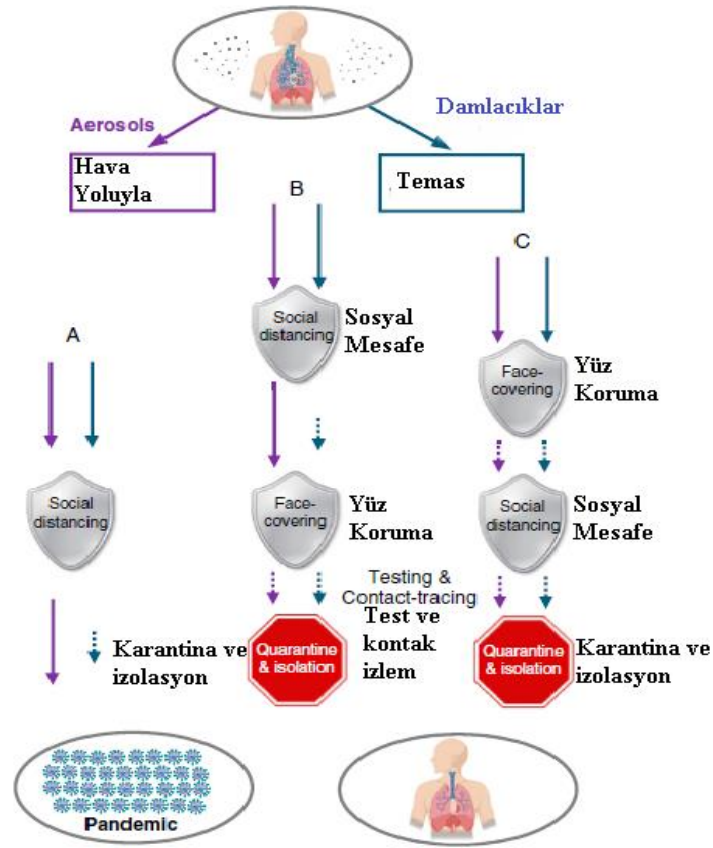 Damlacıklar
Aerosols
Hava
Yoluyla
Temas
B
C
A
Social
distancing
Sosyal
Mesafe
Face-
covering
Yüz
Koruma
Social
distancing
Face-
covering
Yüz
Koruma
Social
distancing
Sosyal
Mesafe
Testing &
Contact-tracing
Test ve
kontak
izlem
Karantina ve
izolasyon
Quarantine
& isolation
Quarantine
& isolation
Karantina ve
izolasyon
Pandemic